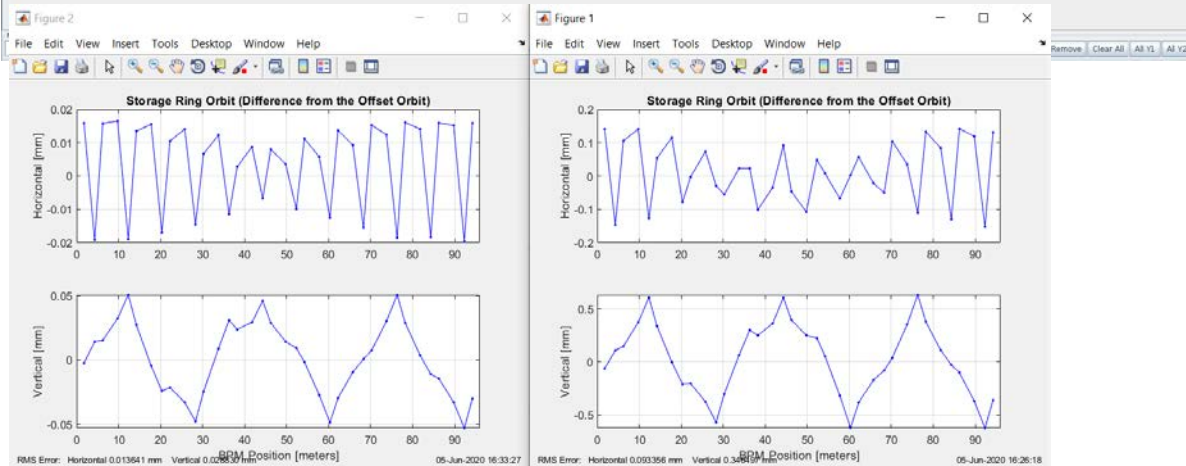 Figure 2
File Edit View Insert Tools Desktop Window Help
Storage Ring Orbit (Difference from the Offset Orbit)
Horizontal [mm]
0.02
0.01
0
-0.01
-0.02
0 10 20 30 40 50 60 70 80 90
Vertical [mm]
0.05
0
-0.05
0 10 20 30 40 50 60 70 80 90
BPM Position [meters]
RMS Error: Horizontal 0.013641 mm Vertical
05-Jun-2020 16:33:27
Figure 1
File Edit View Insert Tools Desktop Window Help
Storage Ring Orbit (Difference from the Offset Orbit)
Horizontal [mm]
0.2
0.1
0
-0.1
-0.2
0 10 20 30 40 50 60 70 80 90
Vertical [mm]
0.5
0
-0.5
0 10 20 30 40 50 60 70 80 90
BPM Position [meters]
RMS Error: Horizontal 0.093356 mm Vertical
05-Jun-2020 16:26:18
Remove Clear All All Y1 All Y2